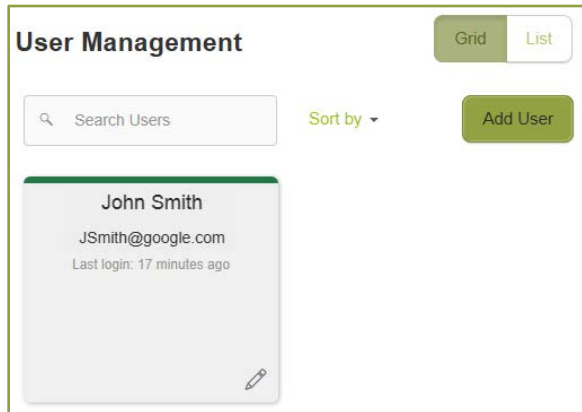 User Management
Grid
List
Search Users
Sort by
Add User
John Smith
JSmith@google.com
Last login: 17 minutes ago